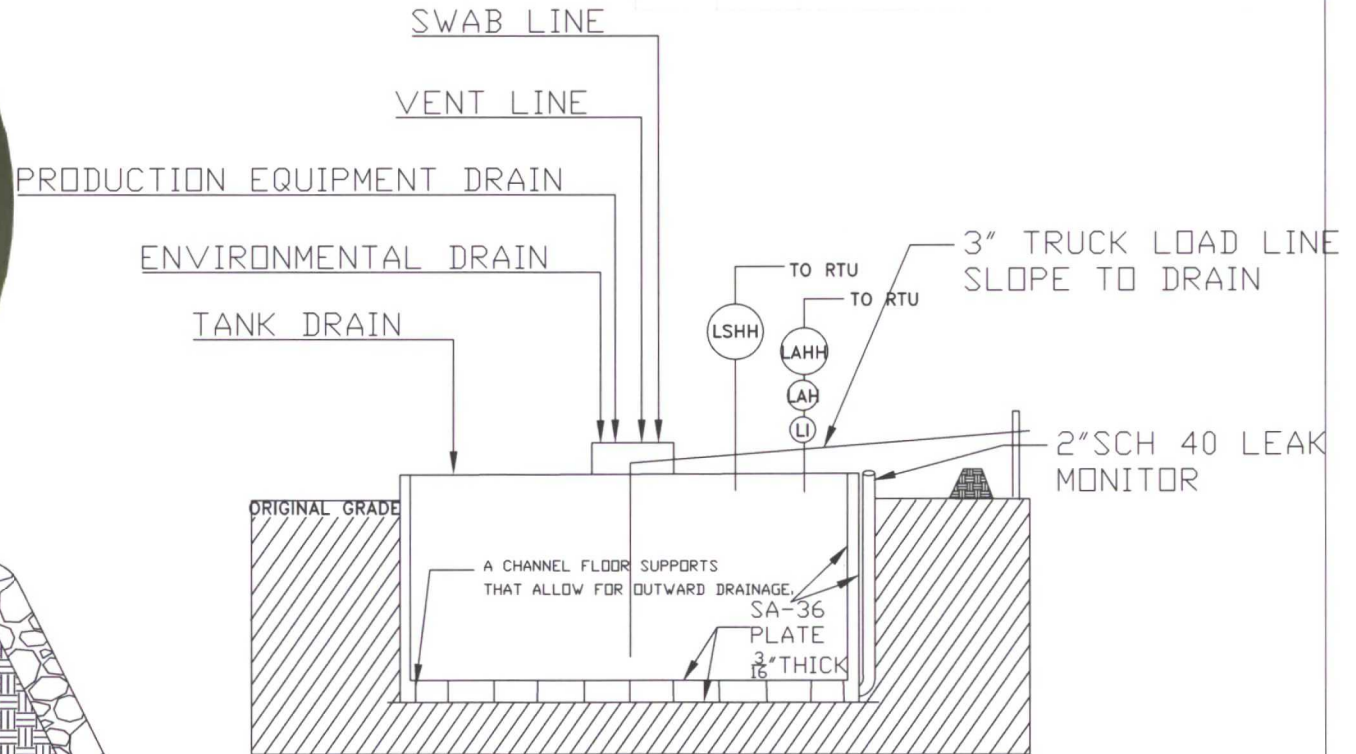 SWAB LINE
VENT LINE
PRODUCTION EQUIPMENT DRAIN
ENVIRONMENTAL DRAIN
TANK DRAIN
3" TRUCK LOAD LINE
SLOPE TO DRAIN
TO RTU
TO RTU
LSHH
LAHH
LAH
LI
2"SCH 40 LEAK
MONITOR
ORIGINAL GRADE
A CHANNEL FLOOR SUPPORTS
THAT ALLOW FOR OUTWARD DRAINAGE.
SA-36
PLATE
3/16"THICK